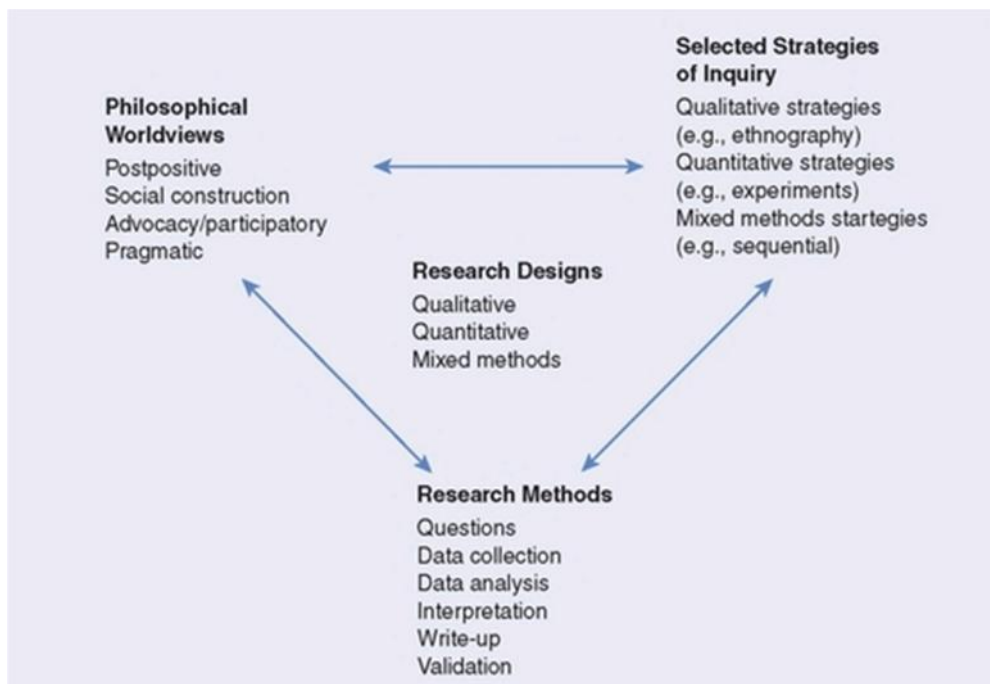 Philosophical
Worldviews
Postpositive
Social construction
Advocacy/participatory
Pragmatic
Selected Strategies
of Inquiry
Qualitative strategies
(e.g., ethnography)
Quantitative strategies
(e.g., experiments)
Mixed methods startegies
(e.g., sequential)
Research Designs
Qualitative
Quantitative
Mixed methods
Research Methods
Questions
Data collection
Data analysis
Interpretation
Write-up
Validation